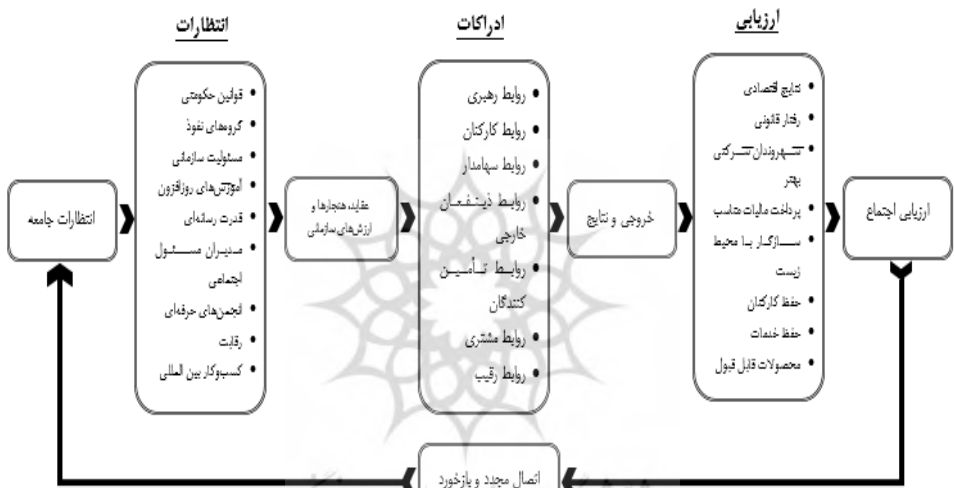 انتظارات
ادراکات
ارزیابی
انتظارات جامعه
• قوانین حکومتی
• گروه‌های نفوذ
• مسئولیت سازمانی
• آموزش‌های روزافزون
• قدرت رسانه‌ای
• مدیران مسئول
اجتماعی
• انجمن‌های حرفه‌ای
• رقابت
• کسب‌وکار بین المللی
عقاید، هنجارها و
ارزش‌های سازمانی
• روابط رهبری
• روابط کارکنان
• روابط سهامدار
• روابط ذینفعان
خارجی
• روابط تأمین
کنندگان
• روابط مشتری
• روابط رقیب
خروجی و نتایج
• نتایج اقتصادی
• رفتار قانونی
• شهروندان شرکتی
بهتر
• پرداخت مالیات مناسب
• سازگار با محیط
زیست
• حفظ کارکنان
• حفظ خدمات
• محصولات قابل قبول
ارزیابی اجتماع
اتصال مجدد و بازخورد